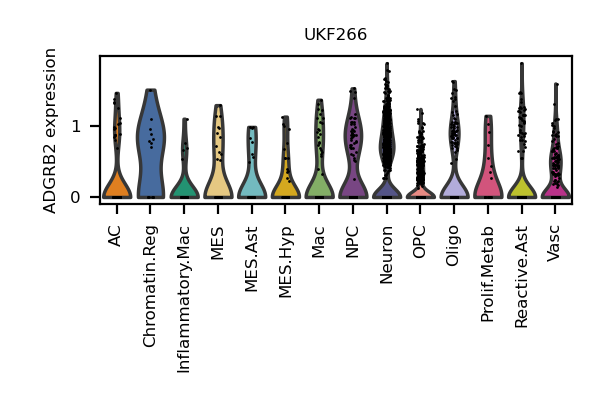 UKF266
ADGRB2 expression
1
0
AC
Chromatin.Reg
Inflammatory.Mac
MES
MES.Ast
MES.Hyp
Mac
NPC
Neuron
OPC
Oligo
Prolif.Metab
Reactive.Ast
Vasc